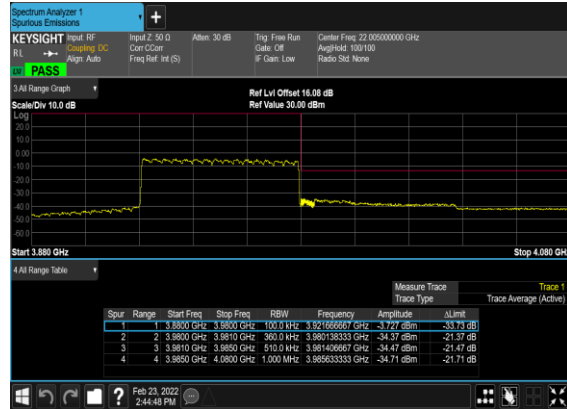 Spectrum Analyzer 1
Spurious Emissions
KEYSIGHT Input: RF Input Z: 50 Ω Atten: 30 dB Trig: Free Run Center Freq: 22.005000000 GHz
RL Coupling: DC Corr CCorr Gate: Off Avg|Hold: 100/100
Align: Auto Freq Ref: Int (S) IF Gain: Low Radio Std: None
PASS
3 All Range Graph
Ref Lvl Offset 16.08 dB
Scale/Div 10.0 dB Ref Value 30.00 dBm
Log
20.0
10.0
0.00
-10.0
-20.0
-30.0
-40.0
-50.0
-60.0
Start 3.880 GHz Stop 4.080 GH
4 All Range Table
Measure Trace Trace 1
Trace Type Trace Average (Active)
Spur Range Start Freq Stop Freq RBW Frequency Amplitude ΔLimit
1 1 3.8800 GHz 3.9800 GHz 100.0 kHz 3.921666667 GHz -3.727 dBm -33.73 dB
2 2 3.9800 GHz 3.9810 GHz 360.0 kHz 3.980138333 GHz -34.37 dBm -21.37 dB
3 3 3.9810 GHz 3.9850 GHz 510.0 kHz 3.981406667 GHz -34.47 dBm -21.47 dB
4 4 3.9850 GHz 4.0800 GHz 1.000 MHz 3.985633333 GHz -34.71 dBm -21.71 dB
? Feb 23, 2022
2:44:48 PM